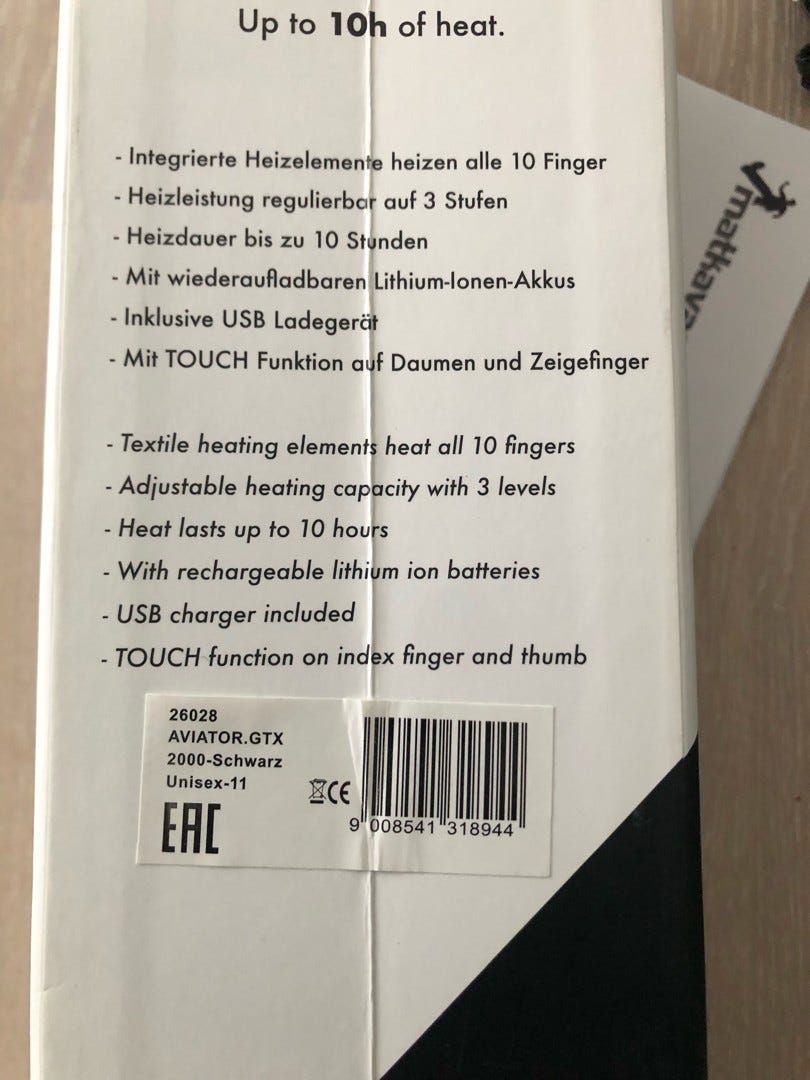 Up to 10h of heat.
- Integrierte Heizelemente heizen alle 10 Finger
- Heizleistung regulierbar auf 3 Stufen
- Heizdauer bis zu 10 Stunden
- Mit wiederaufladbaren Lithium-Ionen-Akkus
- Inklusive USB Ladegerät
- Mit TOUCH Funktion auf Daumen und Zeigefinger
- Textile heating elements heat all 10 fingers
- Adjustable heating capacity with 3 levels
- Heat lasts up to 10 hours
- With rechargeable lithium ion batteries
- USB charger included
- TOUCH function on index finger and thumb
26028
AVIATOR.GTX
2000-Schwarz
Unisex-11
CE
EAC
9 008541 318944